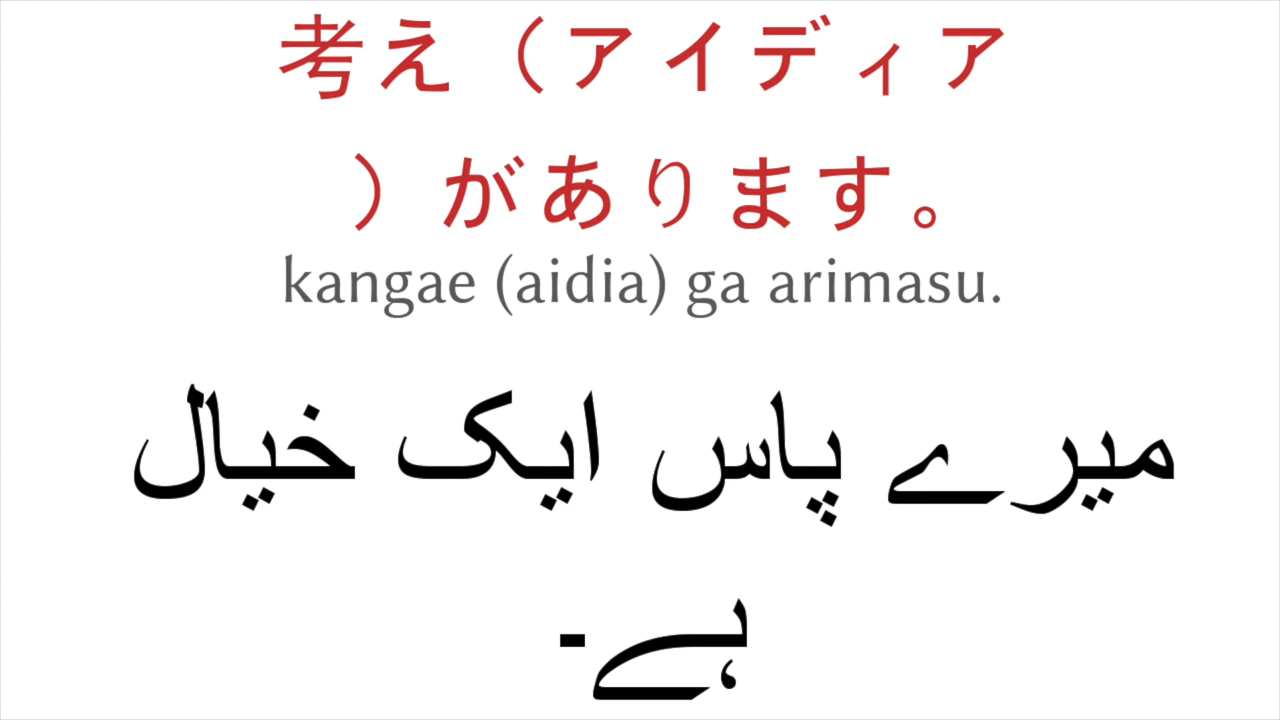 考え（アイディア
）があります。
kangae (aidia) ga arimasu.
میرے پاس ایک خیال
ہے۔